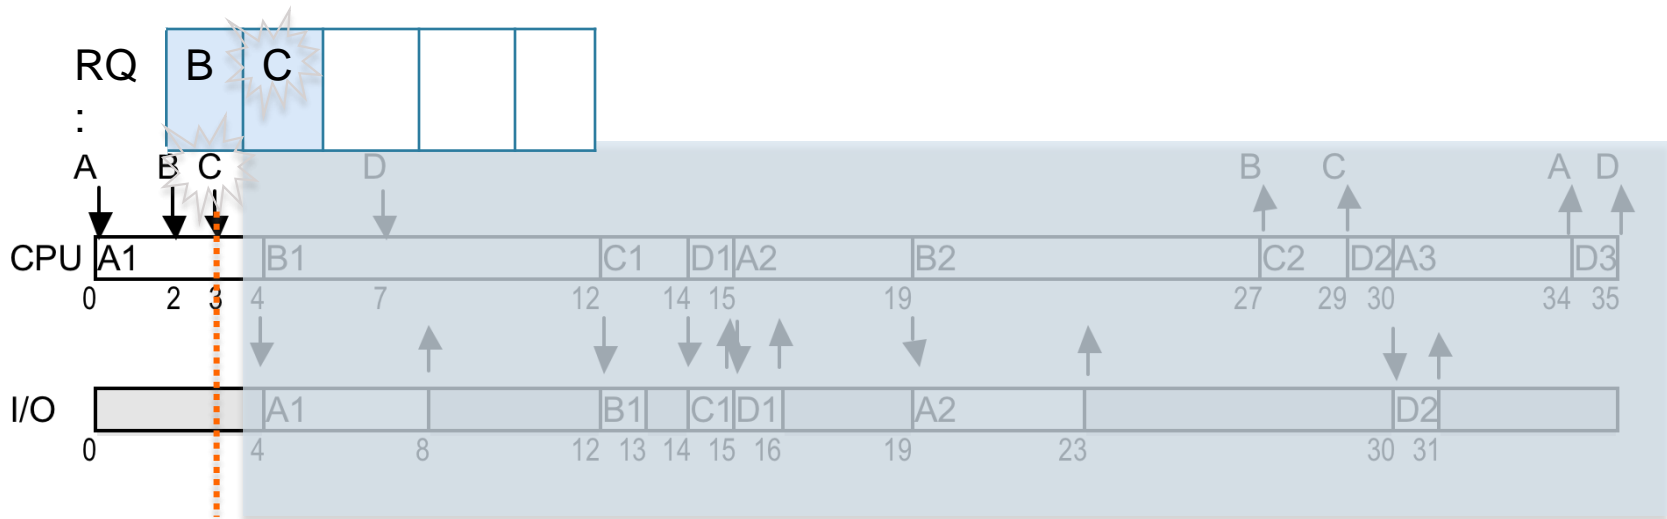 RQ B C
:
A B C D B C A D
CPU A1 B1 C1 D1 A2 B2 C2 D2 A3 D3
0 2 3 4 7 12 14 15 19 27 29 30 34 35
I/O A1 B1 C1 D1 A2 D2
0 4 8 12 13 14 15 16 19 23 30 31